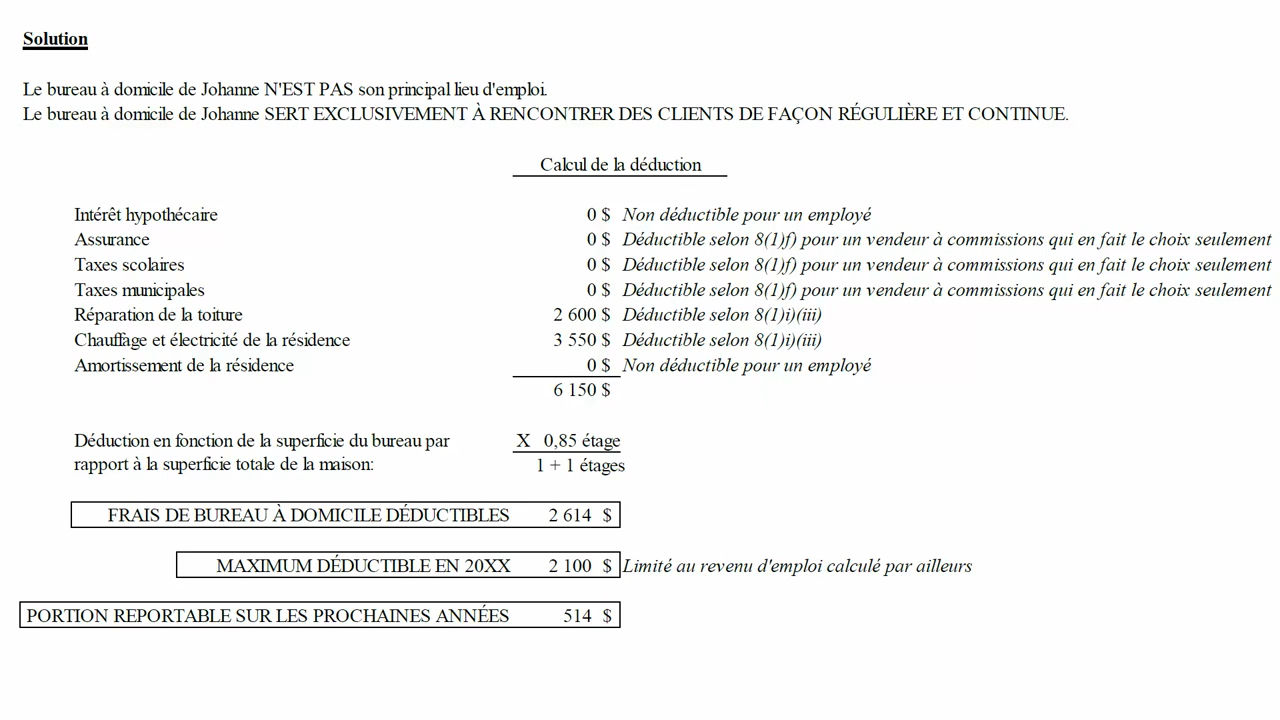 Solution
Le bureau à domicile de Johanne N'EST PAS son principal lieu d'emploi.
Le bureau à domicile de Johanne SERT EXCLUSIVEMENT À RENCONTRER DES CLIENTS DE FAÇON RÉGULIÈRE ET CONTINUE.
Calcul de la déduction
Intérêt hypothécaire 0 $ Non déductible pour un employé
Assurance 0 $ Déductible selon 8(1)f) pour un vendeur à commissions qui en fait le choix seulement
Taxes scolaires 0 $ Déductible selon 8(1)f) pour un vendeur à commissions qui en fait le choix seulement
Taxes municipales 0 $ Déductible selon 8(1)f) pour un vendeur à commissions qui en fait le choix seulement
Réparation de la toiture 2 600 $ Déductible selon 8(1)i)(iii)
Chauffage et électricité de la résidence 3 550 $ Déductible selon 8(1)i)(iii)
Amortissement de la résidence 0 $ Non déductible pour un employé
6 150 $
Déduction en fonction de la superficie du bureau par X 0,85 étage
rapport à la superficie totale de la maison: 1 + 1 étages
FRAIS DE BUREAU À DOMICILE DÉDUCTIBLES 2 614 $
MAXIMUM DÉDUCTIBLE EN 20XX 2 100 $ Limité au revenu d'emploi calculé par ailleurs
PORTION REPORTABLE SUR LES PROCHAINES ANNÉES 514 $